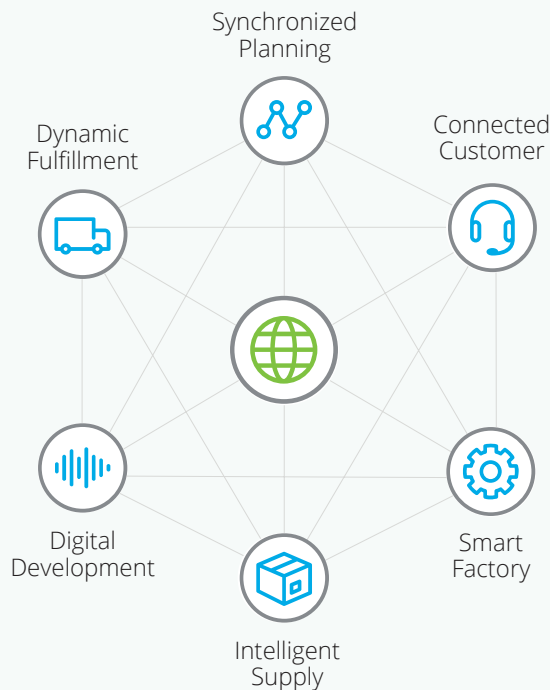 Synchronized
Planning
Dynamic
Fulfillment
Connected
Customer
Digital
Development
Smart
Factory
Intelligent
Supply